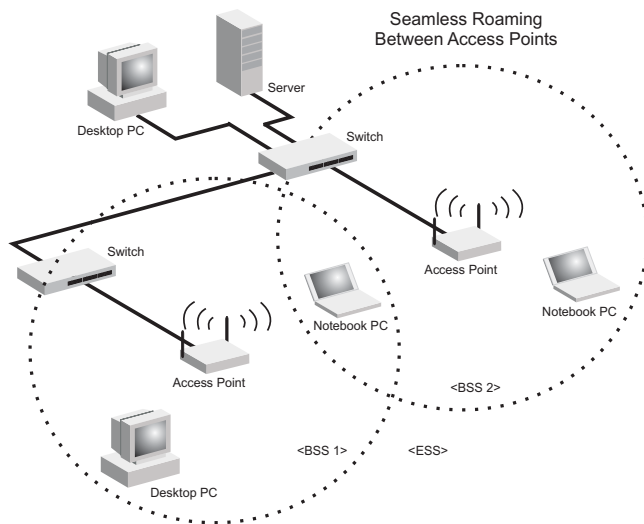 Seamless Roaming
Between Access Points
Server
Desktop PC
Switch
Switch
Access Point
Notebook PC
Notebook PC
Access Point
<BSS 2>
<BSS 1>
<ESS>
Desktop PC